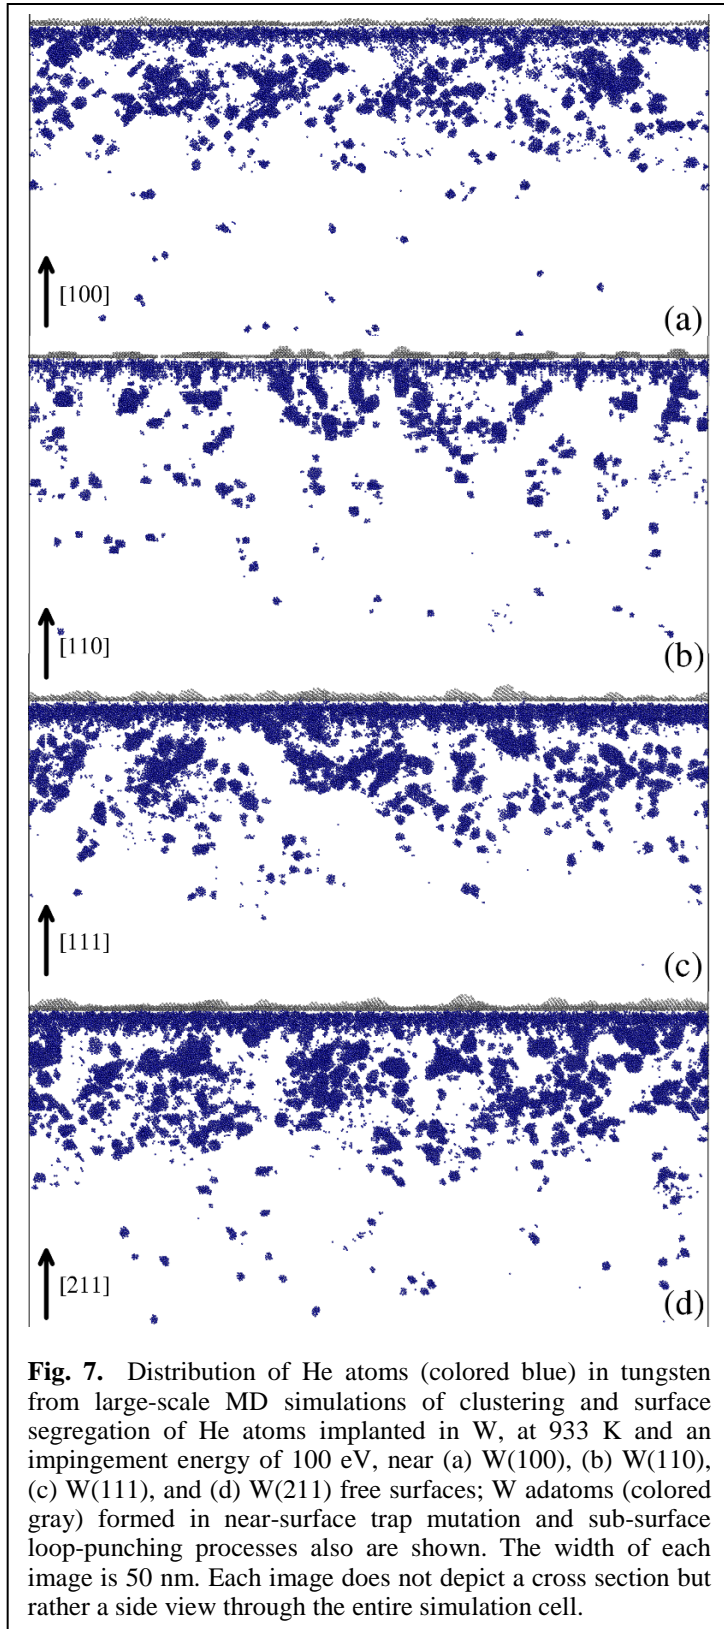 [100]
(a)
[110]
(b)
[111]
(c)
[211]
(d)
Fig. 7. Distribution of He atoms (colored blue) in tungsten
from large-scale MD simulations of clustering and surface
segregation of He atoms implanted in W, at 933 K and an
impingement energy of 100 eV, near (a) W(100), (b) W(110),
(c) W(111), and (d) W(211) free surfaces; W adatoms (colored
gray) formed in near-surface trap mutation and sub-surface
loop-punching processes also are shown. The width of each
image is 50 nm. Each image does not depict a cross section but
rather a side view through the entire simulation cell.